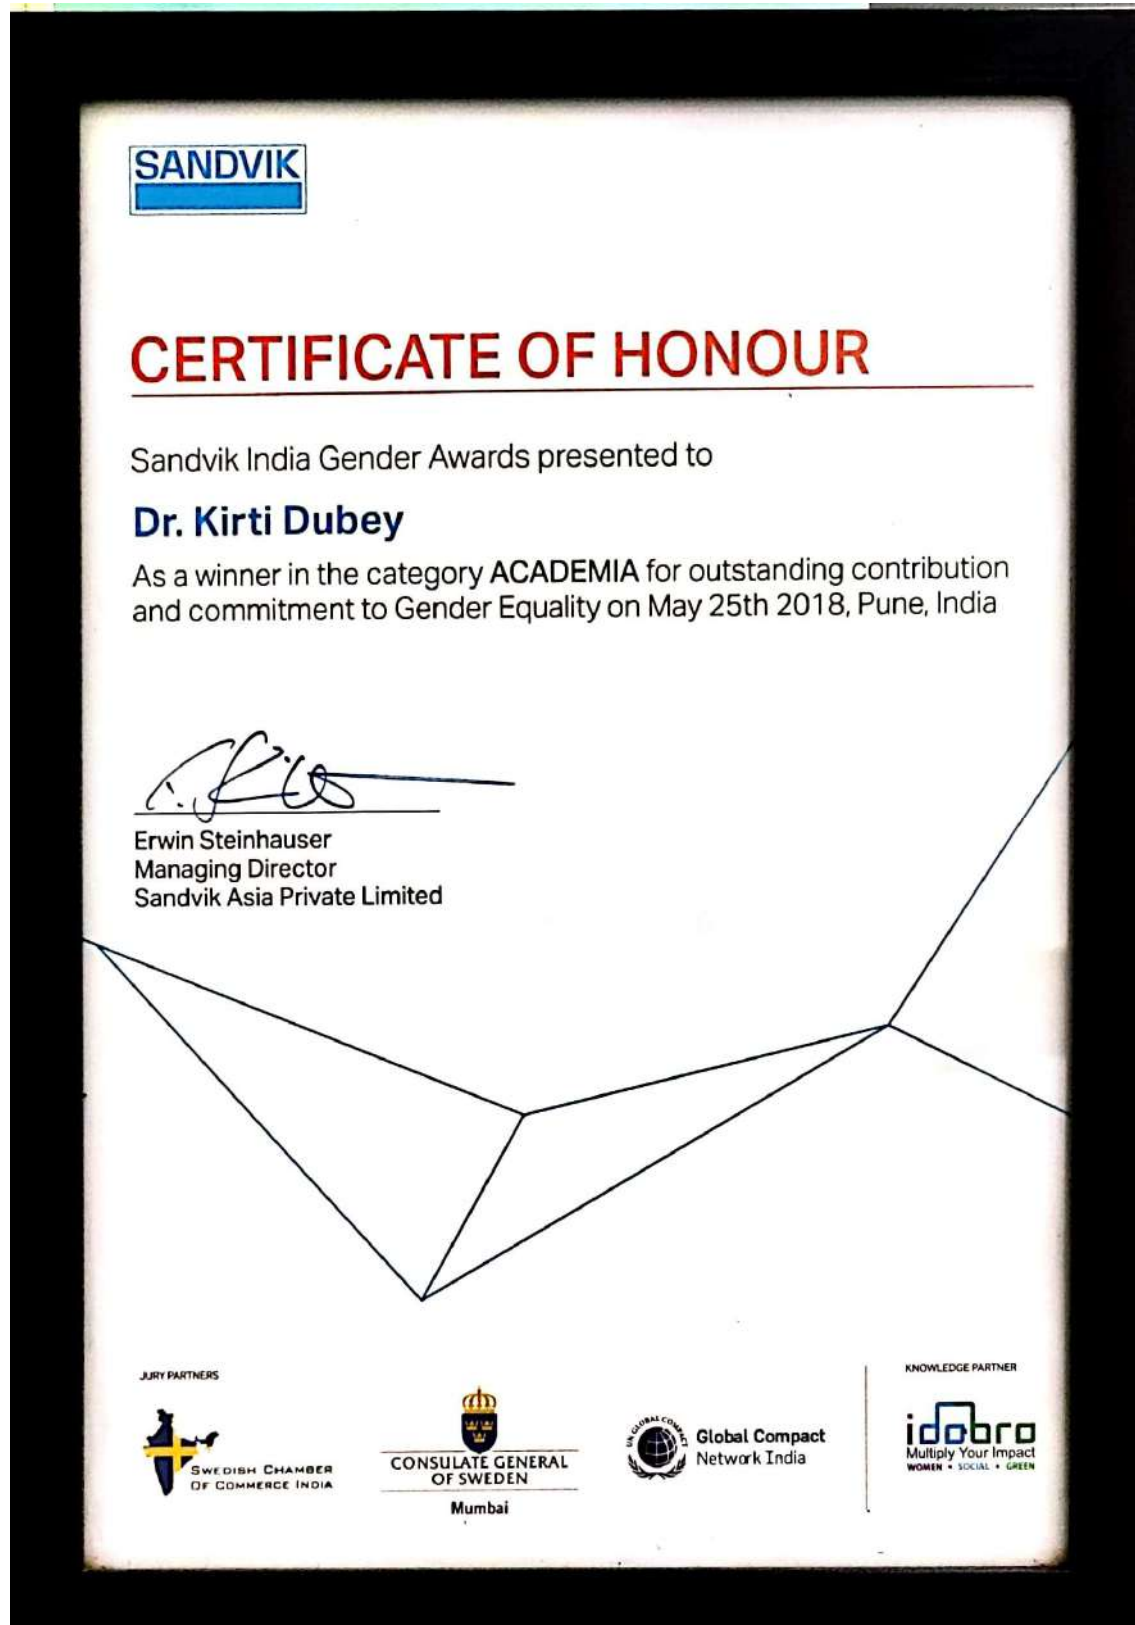 SANDVIK
CERTIFICATE OF HONOUR
Sandvik India Gender Awards presented to
Dr. Kirti Dubey
As a winner in the category ACADEMIA for outstanding contribution
and commitment to Gender Equality on May 25th 2018, Pune, India
Erwin Steinhauser
Managing Director
Sandvik Asia Private Limited
JURY PARTNERS
SWEDISH CHAMBER
OF COMMERCE INDIA
CONSULATE GENERAL
OF SWEDEN
Mumbai
UN GLOBAL COMPACT
Global Compact
Network India
KNOWLEDGE PARTNER
idobro
Multiply Your Impact
WOMEN • SOCIAL • GREEN